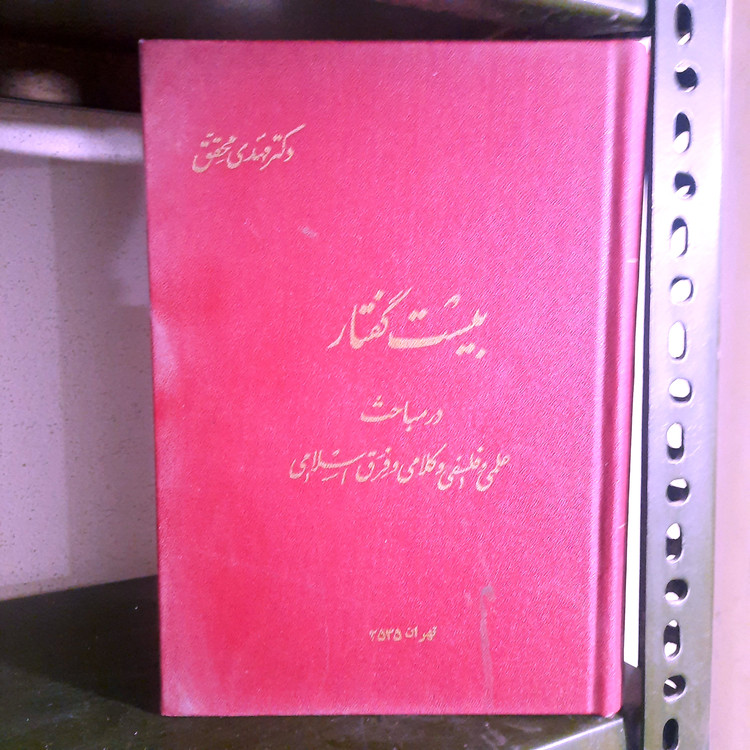 دکتر مهدی محقق
بیست گفتار
در مباحث
علمی و فلسفی و کلامی و فرق اسلامی
تهران ۲۵۳۵